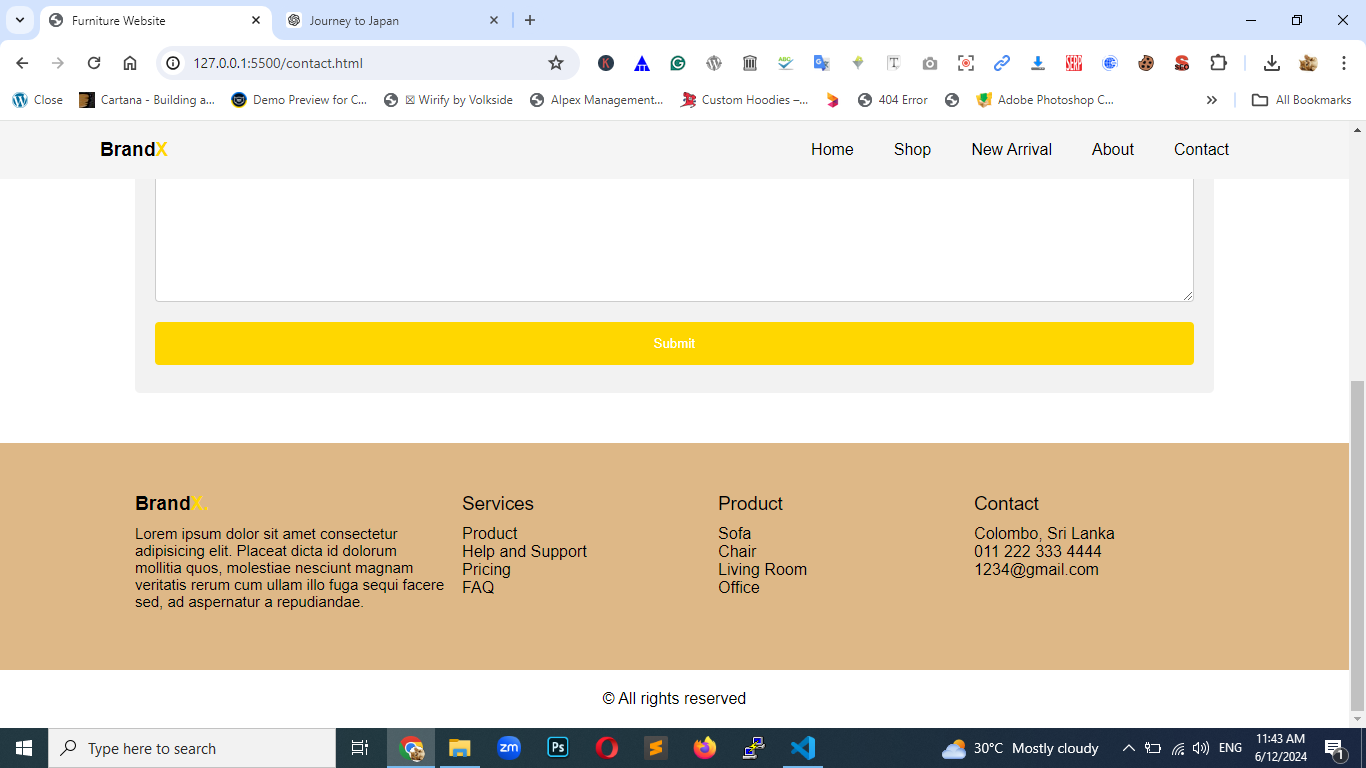 Furniture Website
Journey to Japan
127.0.0.1:5500/contact.html
Close
Cartana - Building a...
Demo Preview for C...
Wirify by Volkside
Alpex Management...
Custom Hoodies –...
404 Error
Adobe Photoshop C...
All Bookmarks
BrandX
Home
Shop
New Arrival
About
Contact
Submit
BrandX.
Lorem ipsum dolor sit amet consectetur
adipisicing elit. Placeat dicta id dolorum
mollitia quos, molestiae nesciunt magnam
veritatis rerum cum ullam illo fuga sequi facere
sed, ad aspernatur a repudiandae.
Services
Product
Help and Support
Pricing
FAQ
Product
Sofa
Chair
Living Room
Office
Contact
Colombo, Sri Lanka
011 222 333 4444
1234@gmail.com
© All rights reserved
Type here to search
zm
Ps
30°C Mostly cloudy
ENG
11:43 AM
6/12/2024
1